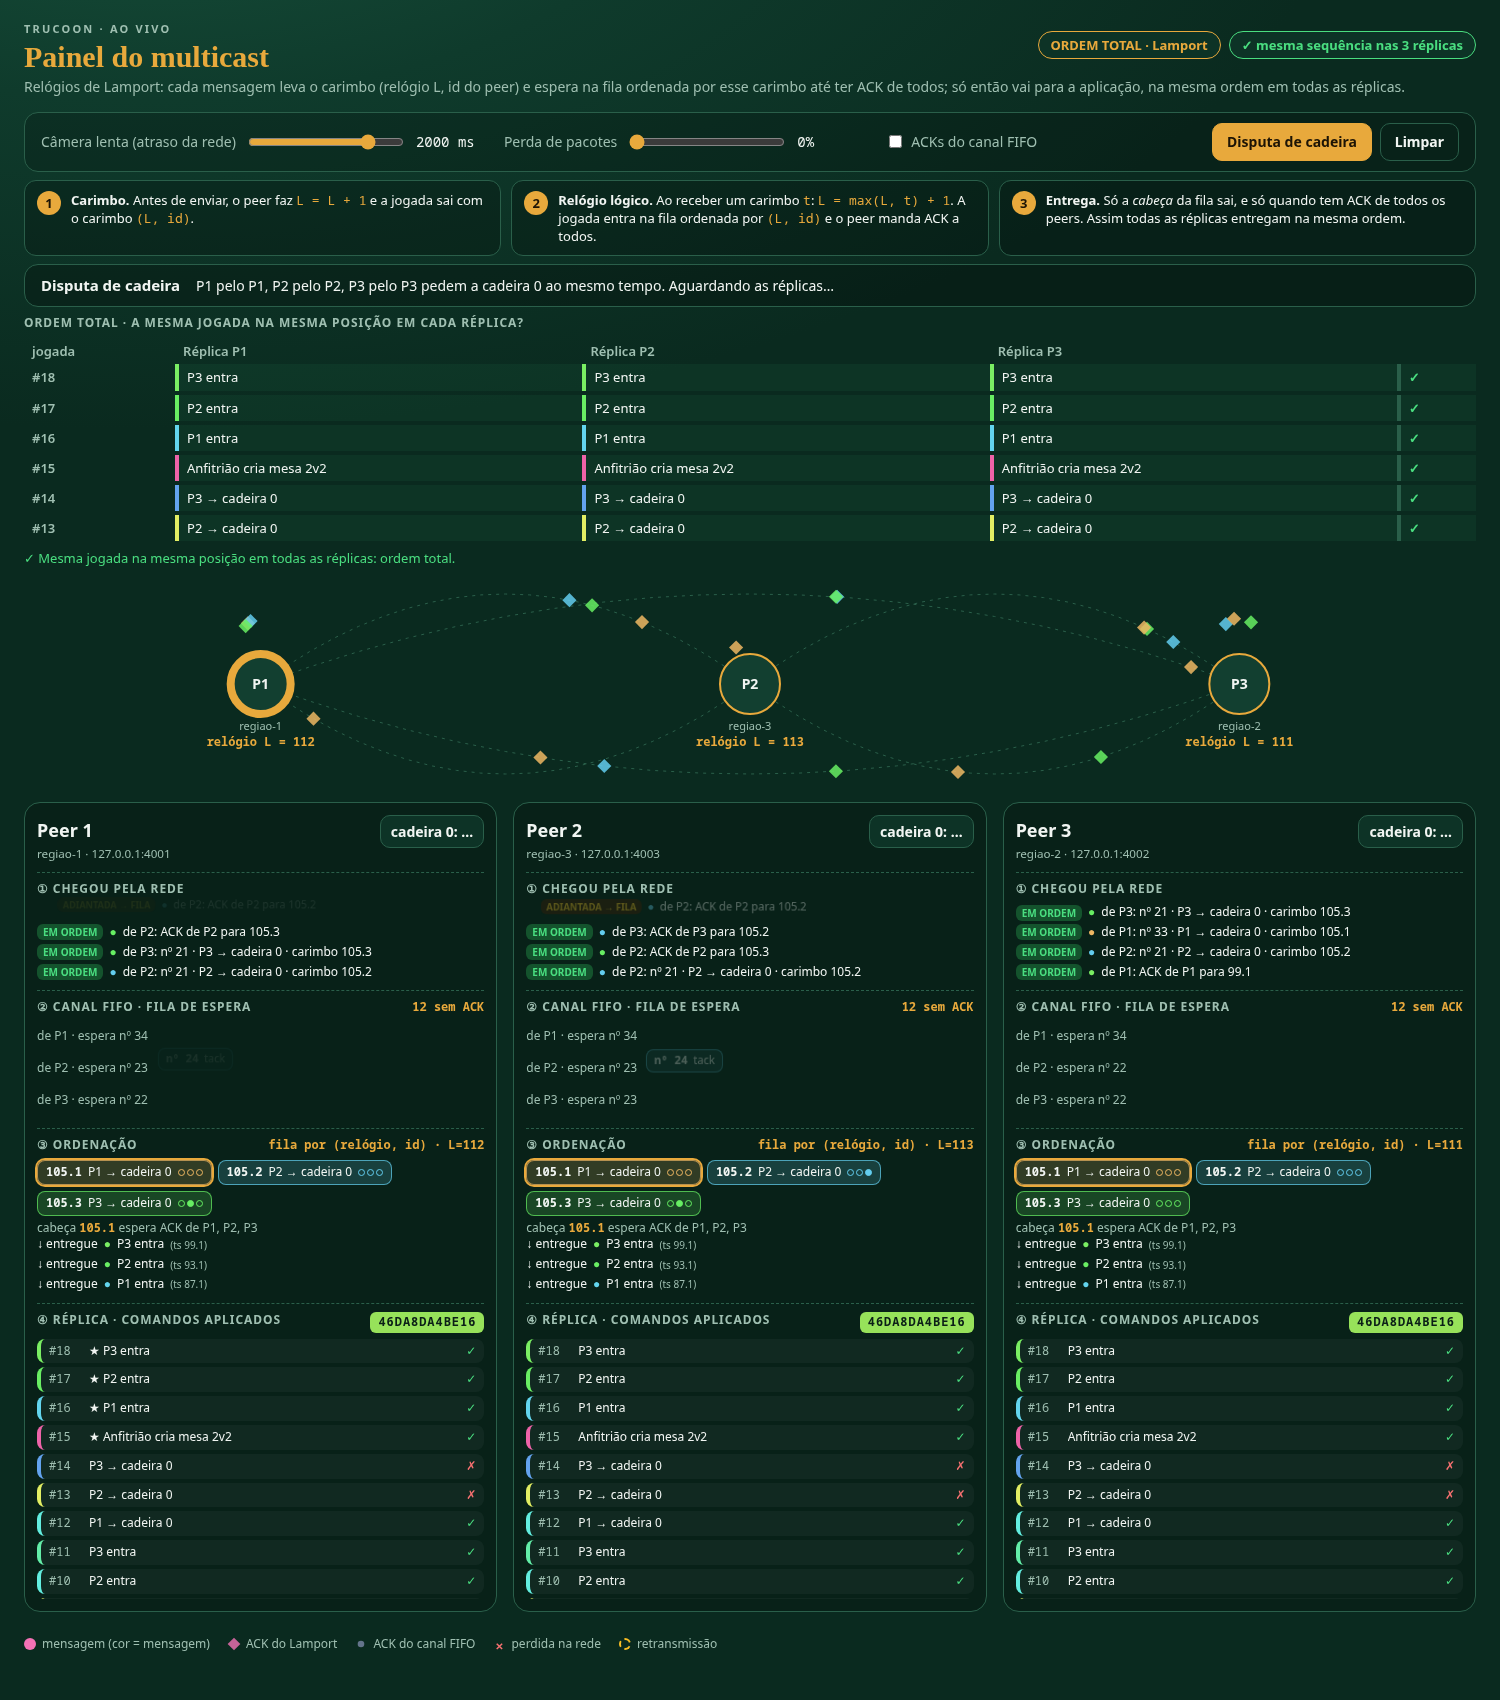 TRUCOON · AO VIVO
Painel do multicast
ORDEM TOTAL · Lamport
✓ mesma sequência nas 3 réplicas
Relógios de Lamport: cada mensagem leva o carimbo (relógio L, id do peer) e espera na fila ordenada por esse carimbo até ter ACK de todos; só então vai para a aplicação, na mesma ordem em todas as réplicas.
Câmera lenta (atraso da rede) 2000 ms Perda de pacotes 0% ACKs do canal FIFO Disputa de cadeira Limpar
1 Carimbo. Antes de enviar, o peer faz L = L + 1 e a jogada sai com
o carimbo (L, id).
2 Relógio lógico. Ao receber um carimbo t: L = max(L, t) + 1. A
jogada entra na fila ordenada por (L, id) e o peer manda ACK a
todos.
3 Entrega. Só a cabeça da fila sai, e só quando tem ACK de todos os
peers. Assim todas as réplicas entregam na mesma ordem.
Disputa de cadeira P1 pelo P1, P2 pelo P2, P3 pelo P3 pedem a cadeira 0 ao mesmo tempo. Aguardando as réplicas...
ORDEM TOTAL · A MESMA JOGADA NA MESMA POSIÇÃO EM CADA RÉPLICA?
jogada Réplica P1 Réplica P2 Réplica P3
#18 P3 entra P3 entra P3 entra ✓
#17 P2 entra P2 entra P2 entra ✓
#16 P1 entra P1 entra P1 entra ✓
#15 Anfitrião cria mesa 2v2 Anfitrião cria mesa 2v2 Anfitrião cria mesa 2v2 ✓
#14 P3 → cadeira 0 P3 → cadeira 0 P3 → cadeira 0 ✓
#13 P2 → cadeira 0 P2 → cadeira 0 P2 → cadeira 0 ✓
✓ Mesma jogada na mesma posição em todas as réplicas: ordem total.
P1 P2 P3
regiao-1 regiao-3 regiao-2
relógio L = 112 relógio L = 113 relógio L = 111
Peer 1 cadeira 0: ...
regiao-1 · 127.0.0.1:4001
① CHEGOU PELA REDE
ADIANTADA → FILA de P2: ACK de P2 para 105.2
EM ORDEM de P2: ACK de P2 para 105.3
EM ORDEM de P3: nº 21 · P3 → cadeira 0 · carimbo 105.3
EM ORDEM de P2: nº 21 · P2 → cadeira 0 · carimbo 105.2
② CANAL FIFO · FILA DE ESPERA 12 sem ACK
de P1 · espera nº 34
de P2 · espera nº 23 nº 24 tack
de P3 · espera nº 22
③ ORDENAÇÃO fila por (relógio, id) · L=112
105.1 P1 → cadeira 0 105.2 P2 → cadeira 0
105.3 P3 → cadeira 0
cabeça 105.1 espera ACK de P1, P2, P3
↓ entregue P3 entra (ts 99.1)
↓ entregue P2 entra (ts 93.1)
↓ entregue P1 entra (ts 87.1)
④ RÉPLICA · COMANDOS APLICADOS 46DA8DA4BE16
#18 ★ P3 entra ✓
#17 ★ P2 entra ✓
#16 ★ P1 entra ✓
#15 ★ Anfitrião cria mesa 2v2 ✓
#14 P3 → cadeira 0 ✗
#13 P2 → cadeira 0 ✗
#12 P1 → cadeira 0 ✓
#11 P3 entra ✓
#10 P2 entra ✓
Peer 2 cadeira 0: ...
regiao-3 · 127.0.0.1:4003
① CHEGOU PELA REDE
ADIANTADA → FILA de P2: ACK de P2 para 105.2
EM ORDEM de P3: ACK de P3 para 105.2
EM ORDEM de P2: ACK de P2 para 105.3
EM ORDEM de P2: nº 21 · P2 → cadeira 0 · carimbo 105.2
② CANAL FIFO · FILA DE ESPERA 12 sem ACK
de P1 · espera nº 34
de P2 · espera nº 23 nº 24 tack
de P3 · espera nº 23
③ ORDENAÇÃO fila por (relógio, id) · L=113
105.1 P1 → cadeira 0 105.2 P2 → cadeira 0
105.3 P3 → cadeira 0
cabeça 105.1 espera ACK de P1, P2, P3
↓ entregue P3 entra (ts 99.1)
↓ entregue P2 entra (ts 93.1)
↓ entregue P1 entra (ts 87.1)
④ RÉPLICA · COMANDOS APLICADOS 46DA8DA4BE16
#18 P3 entra ✓
#17 P2 entra ✓
#16 P1 entra ✓
#15 Anfitrião cria mesa 2v2 ✓
#14 P3 → cadeira 0 ✗
#13 P2 → cadeira 0 ✗
#12 P1 → cadeira 0 ✓
#11 P3 entra ✓
#10 P2 entra ✓
Peer 3 cadeira 0: ...
regiao-2 · 127.0.0.1:4002
① CHEGOU PELA REDE
EM ORDEM de P3: nº 21 · P3 → cadeira 0 · carimbo 105.3
EM ORDEM de P1: nº 33 · P1 → cadeira 0 · carimbo 105.1
EM ORDEM de P2: nº 21 · P2 → cadeira 0 · carimbo 105.2
EM ORDEM de P1: ACK de P1 para 99.1
② CANAL FIFO · FILA DE ESPERA 12 sem ACK
de P1 · espera nº 34
de P2 · espera nº 22
de P3 · espera nº 22
③ ORDENAÇÃO fila por (relógio, id) · L=111
105.1 P1 → cadeira 0 105.2 P2 → cadeira 0
105.3 P3 → cadeira 0
cabeça 105.1 espera ACK de P1, P2, P3
↓ entregue P3 entra (ts 99.1)
↓ entregue P2 entra (ts 93.1)
↓ entregue P1 entra (ts 87.1)
④ RÉPLICA · COMANDOS APLICADOS 46DA8DA4BE16
#18 P3 entra ✓
#17 P2 entra ✓
#16 P1 entra ✓
#15 Anfitrião cria mesa 2v2 ✓
#14 P3 → cadeira 0 ✗
#13 P2 → cadeira 0 ✗
#12 P1 → cadeira 0 ✓
#11 P3 entra ✓
#10 P2 entra ✓
mensagem (cor = mensagem) ACK do Lamport ACK do canal FIFO × perdida na rede retransmissão